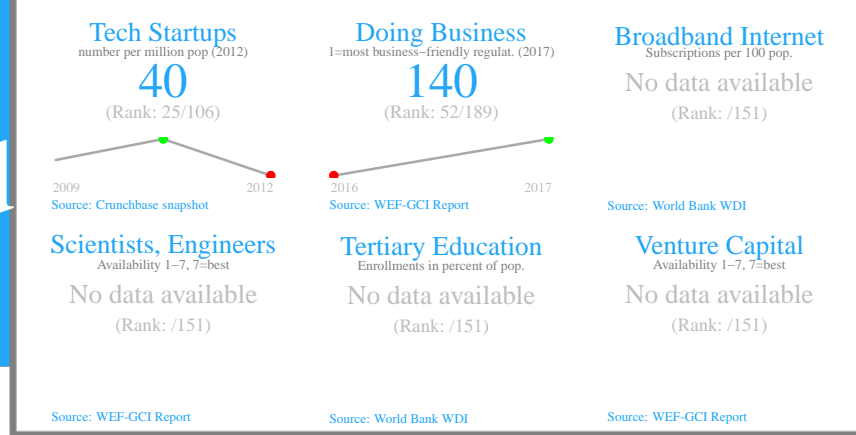 Tech Startups
number per million pop (2012)
40
(Rank: 25/106)
2009 2012
Source: Crunchbase snapshot
Doing Business
1=most business−friendly regulat. (2017)
140
(Rank: 52/189)
2016 2017
Source: WEF-GCI Report
Broadband Internet
Subscriptions per 100 pop.
No data available
(Rank: /151)
Source: World Bank WDI
Scientists, Engineers
Availability 1−7, 7=best
No data available
(Rank: /151)
Source: WEF-GCI Report
Tertiary Education
Enrollments in percent of pop.
No data available
(Rank: /151)
Source: World Bank WDI
Venture Capital
Availability 1−7, 7=best
No data available
(Rank: /151)
Source: WEF-GCI Report